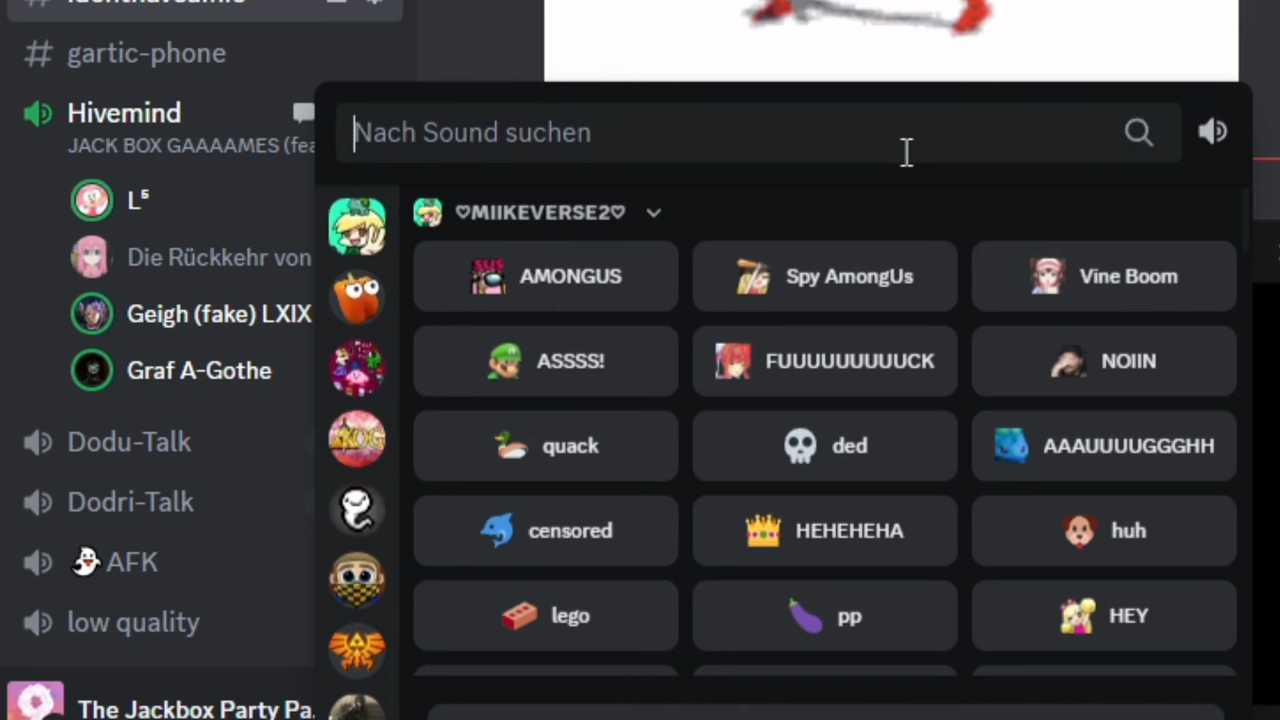 gartic-phone
Hivemind
JACK BOX GAAAAMES (fea
L⁵
Die Rückkehr von
Geigh (fake) LXIX
Graf A-Gothe
Dodu-Talk
Dodri-Talk
AFK
low quality
The Jackbox Party Pa.
Nach Sound suchen
♡MIIKEVERSE2♡
SUS AMONGUS
Spy AmongUs
Vine Boom
ASSSS!
FUUUUUUUUUCK
NOIIN
quack
ded
AAAUUUUGGGHH
censored
HEHEHEHA
huh
lego
pp
HEY